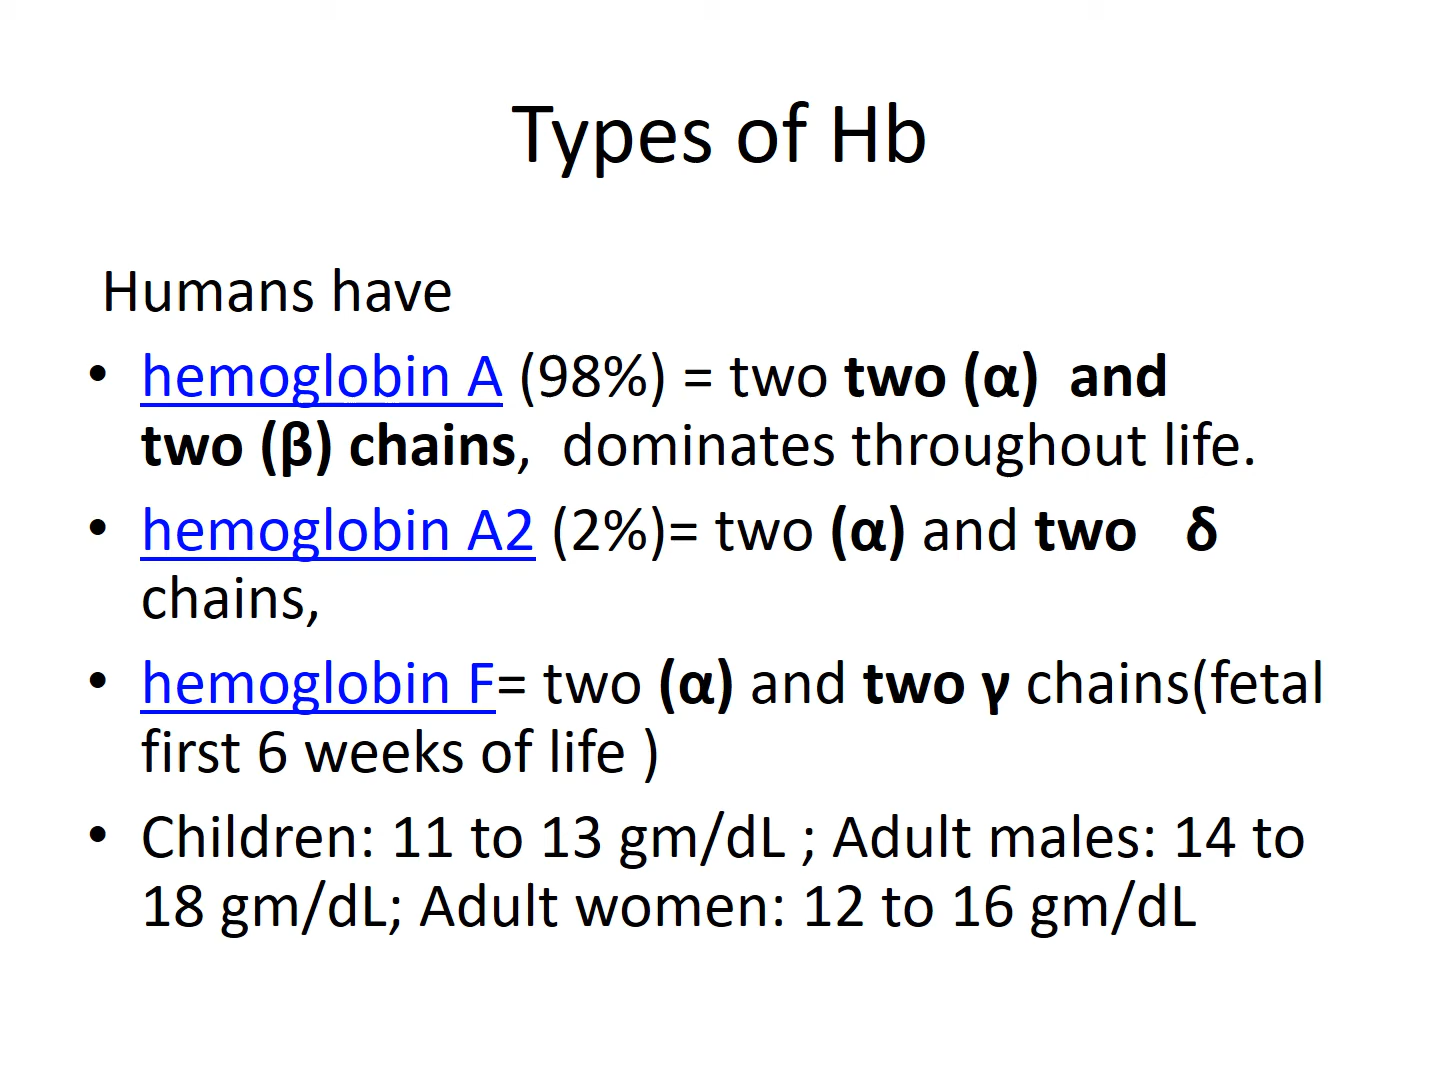 Types of Hb
Humans have
• hemoglobin A (98%) = two two (α)  and
two (β) chains,  dominates throughout life.
• hemoglobin A2 (2%)= two (α) and two   δ
chains,
• hemoglobin F= two (α) and two γ chains(fetal
first 6 weeks of life )
• Children: 11 to 13 gm/dL ; Adult males: 14 to
18 gm/dL; Adult women: 12 to 16 gm/dL